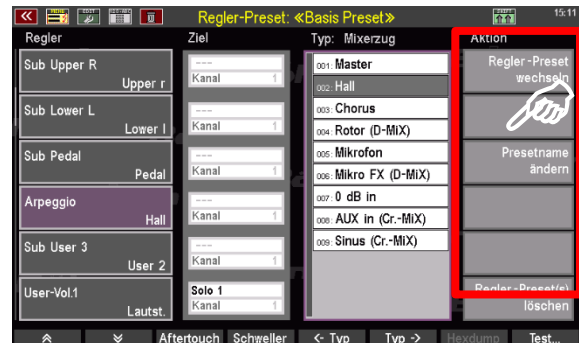 Regler-Preset: «Basis Preset»
15:11
Regler
Ziel
Typ: Mixerzug
Aktion
Sub Upper R
Upper r
Sub Lower L
Lower l
Sub Pedal
Pedal
Arpeggio
Hall
Sub User 3
User 2
User-Vol.1
Lautst.
---
Kanal 1
---
Kanal 1
---
Kanal 1
---
Kanal 1
---
Kanal 1
Solo 1
Kanal 1
001: Master
002: Hall
003: Chorus
004: Rotor (D-MiX)
005: Mikrofon
006: Mikro FX (D-MiX)
007: 0 dB in
008: AUX in (Cr.-MiX)
009: Sinus (Cr.-MiX)
Regler-Preset
wechseln
Presetname
ändern
Regler-Preset(s)
löschen
Aftertouch Schweller <- Typ Typ -> Hexdump Test...